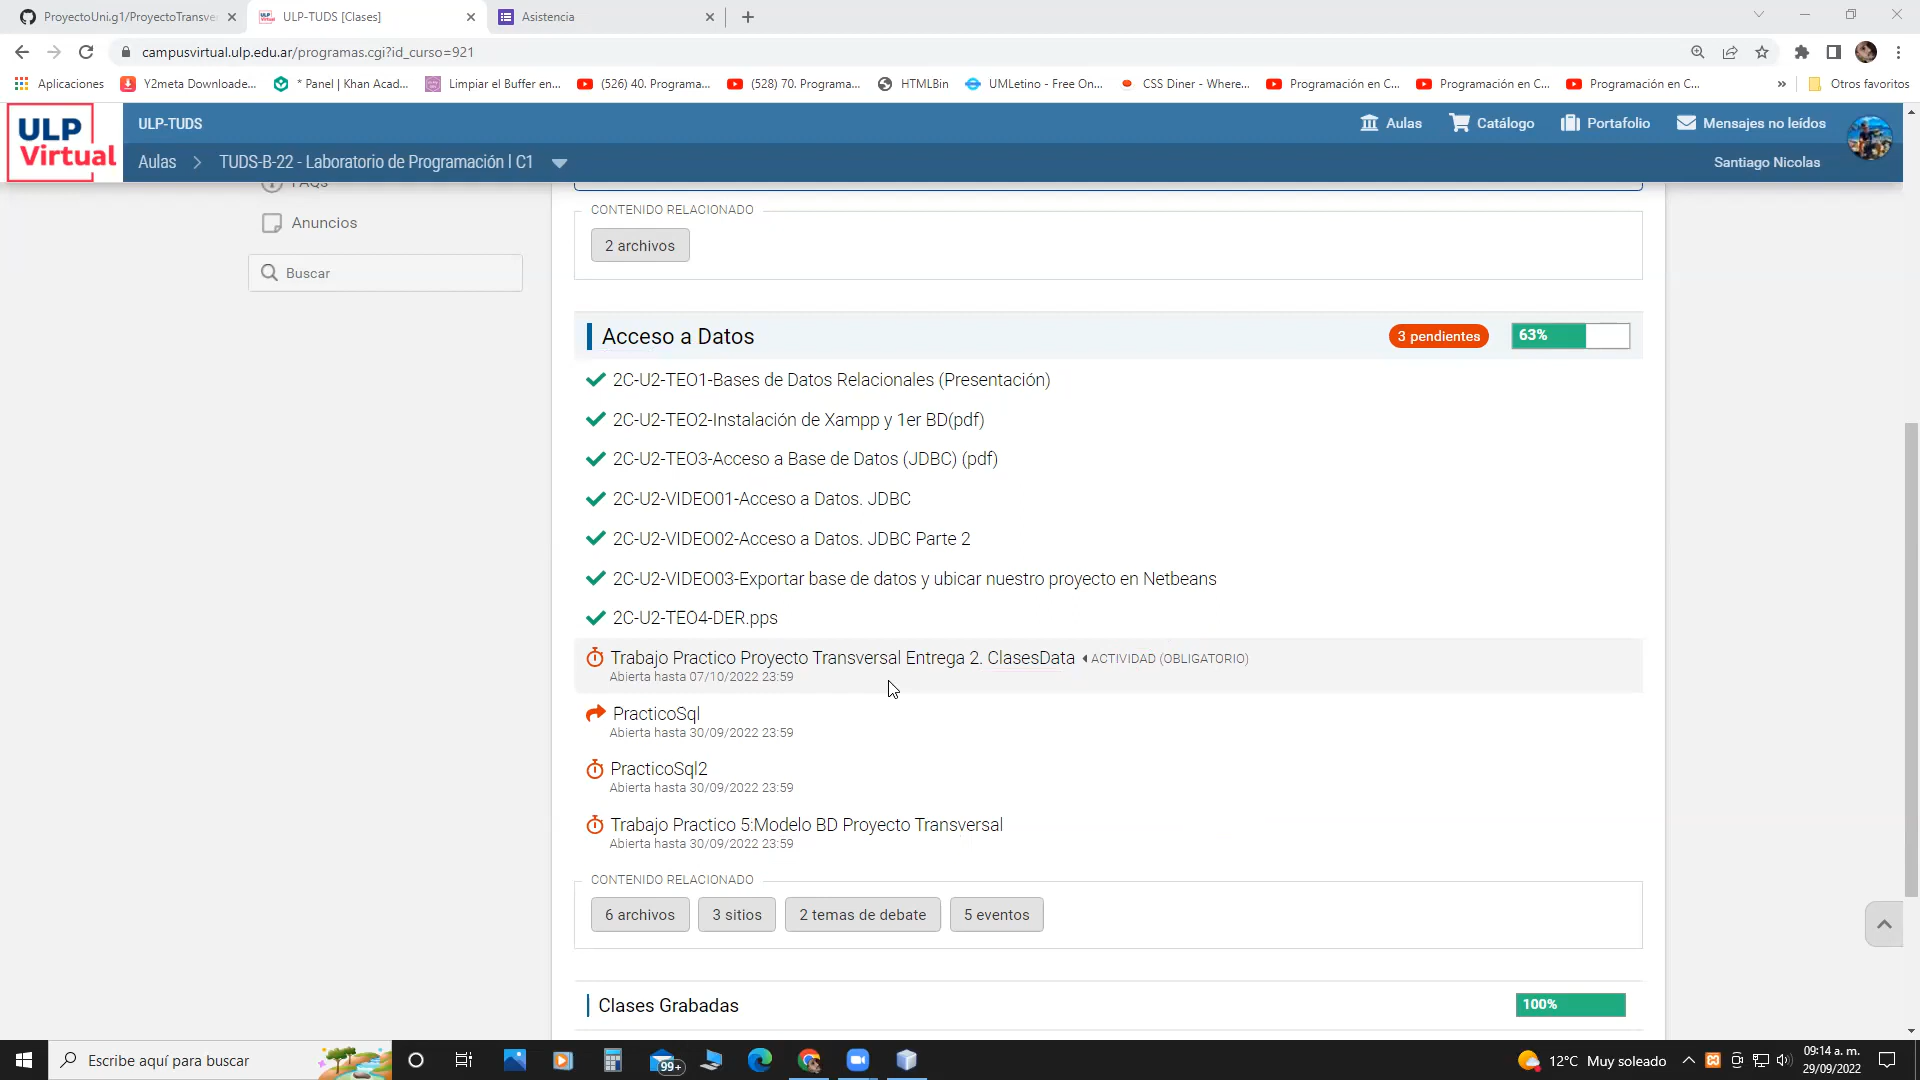 ProyectoUni.g1/ProyectoTransve
ULP-TUDS [Clases]
Asistencia
campusvirtual.ulp.edu.ar/programas.cgi?id_curso=921
Aplicaciones
Y2meta Downloade...
* Panel | Khan Acad...
Limpiar el Buffer en...
(526) 40. Programa...
(528) 70. Programa...
HTMLBin
UMLetino - Free On...
CSS Diner - Where...
Programación en C...
Programación en C...
Programación en C...
»
Otros favoritos
ULP
Virtual
ULP-TUDS
Aulas
Catálogo
Portafolio
Mensajes no leídos
Aulas
TUDS-B-22 - Laboratorio de Programación I C1
Santiago Nicolas
FAQs
Anuncios
Buscar
CONTENIDO RELACIONADO
2 archivos
Acceso a Datos
3 pendientes
63%
2C-U2-TEO1-Bases de Datos Relacionales (Presentación)
2C-U2-TEO2-Instalación de Xampp y 1er BD(pdf)
2C-U2-TEO3-Acceso a Base de Datos (JDBC) (pdf)
2C-U2-VIDEO01-Acceso a Datos. JDBC
2C-U2-VIDEO02-Acceso a Datos. JDBC Parte 2
2C-U2-VIDEO03-Exportar base de datos y ubicar nuestro proyecto en Netbeans
2C-U2-TEO4-DER.pps
Trabajo Practico Proyecto Transversal Entrega 2. ClasesData ACTIVIDAD (OBLIGATORIO)
Abierta hasta 07/10/2022 23:59
PracticoSql
Abierta hasta 30/09/2022 23:59
PracticoSql2
Abierta hasta 30/09/2022 23:59
Trabajo Practico 5:Modelo BD Proyecto Transversal
Abierta hasta 30/09/2022 23:59
CONTENIDO RELACIONADO
6 archivos
3 sitios
2 temas de debate
5 eventos
Clases Grabadas
100%
Escribe aquí para buscar
99+
12°C Muy soleado
09:14 a. m.
29/09/2022